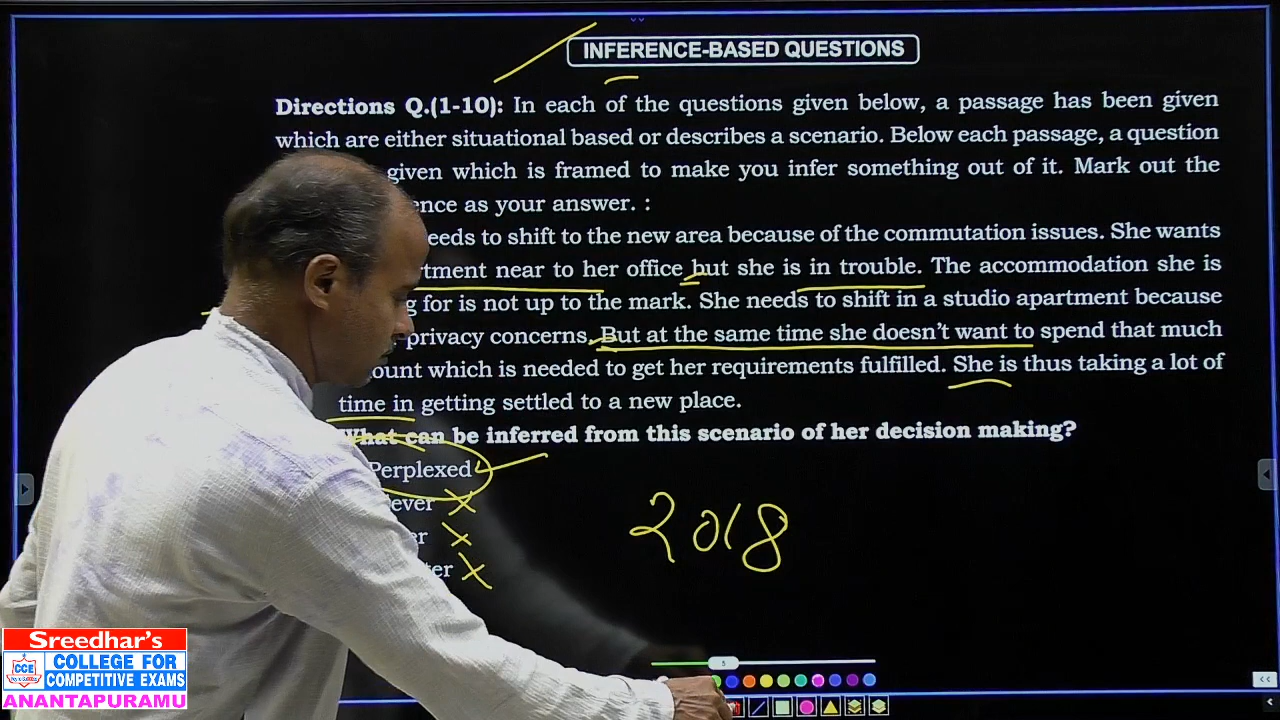 INFERENCE-BASED QUESTIONS
Directions Q.(1-10): In each of the questions given below, a passage has been given
which are either situational based or describes a scenario. Below each passage, a question
given which is framed to make you infer something out of it. Mark out the
ence as your answer. :
eeds to shift to the new area because of the commutation issues. She wants
rtment near to her office but she is in trouble. The accommodation she is
g for is not up to the mark. She needs to shift in a studio apartment because
privacy concerns. But at the same time she doesn't want to spend that much
ount which is needed to get her requirements fulfilled. She is thus taking a lot of
time in getting settled to a new place.
What can be inferred from this scenario of her decision making?
Perplexed
ever
er
ter
2018
5
Sreedhar's
CCE
COLLEGE FOR
COMPETITIVE EXAMS
ANANTAPURAMU